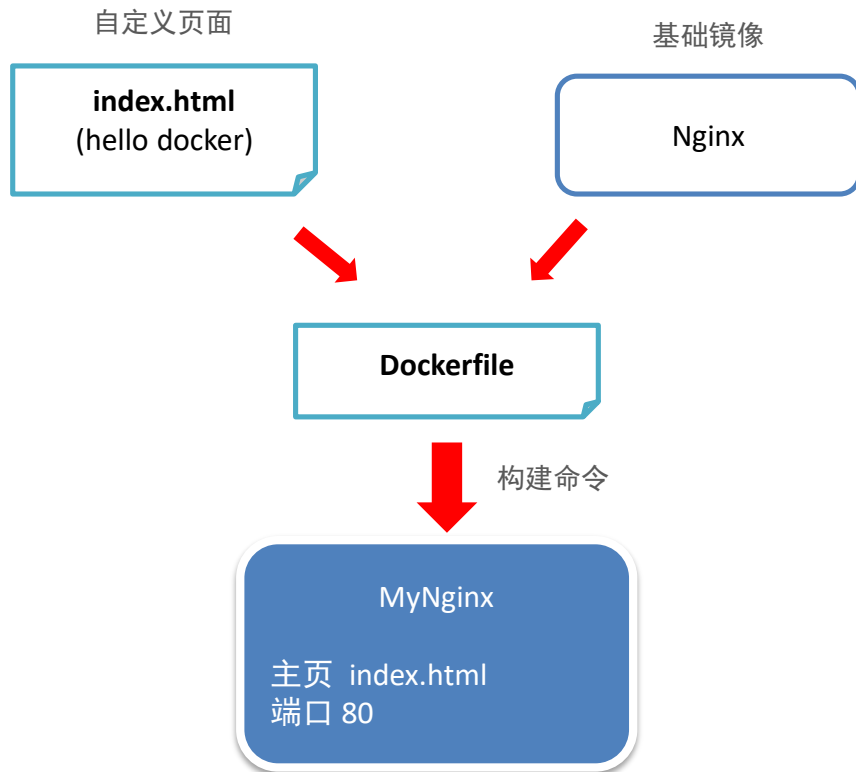 自定义页面
基础镜像
index.html
(hello docker)
Nginx
Dockerfile
构建命令
MyNginx
主页 index.html
端口 80